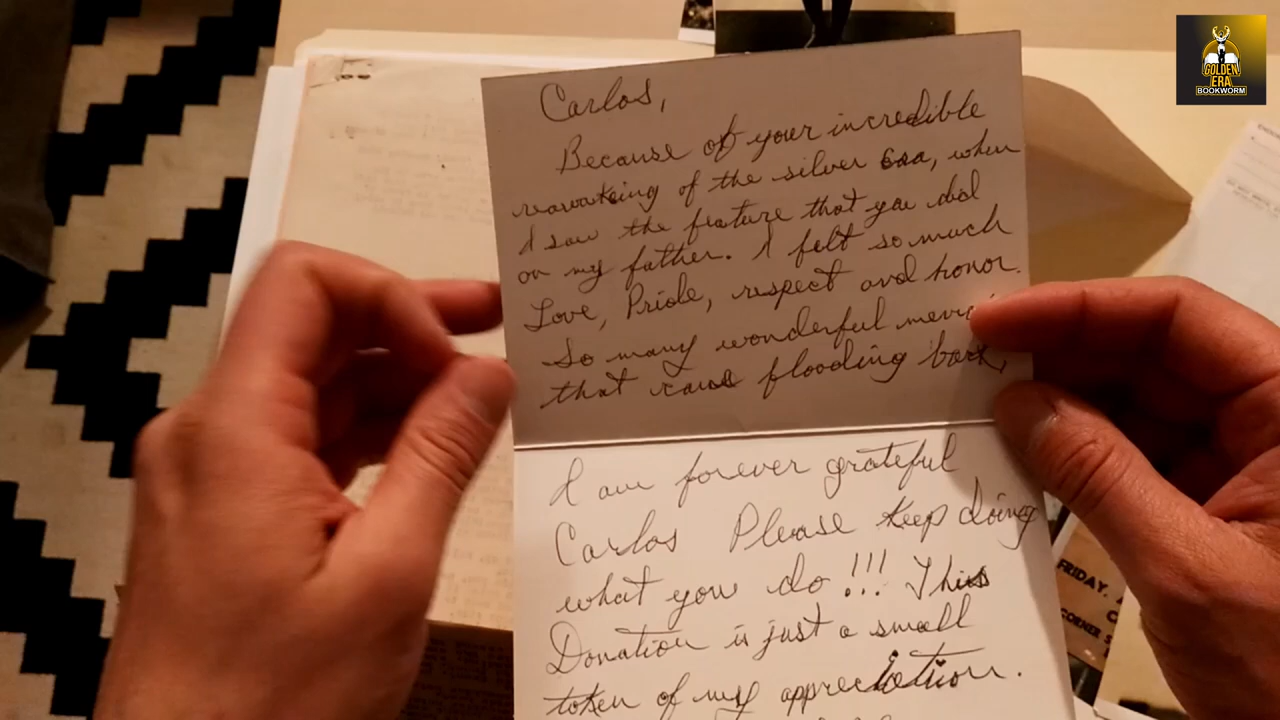 GOLDEN
ERA
BOOKWORM
Carlos,
Because of your incredible
of the silver era, when
I saw the feature that you did
on my father. I felt so much
Love, Pride, respect and honor.
So many wonderful
that came flooding back,
I am forever grateful
Carlos Please keep doing
what you do!!! This
Donation is just a small
token of my appreciation.
FRIDAY,
CORNER S